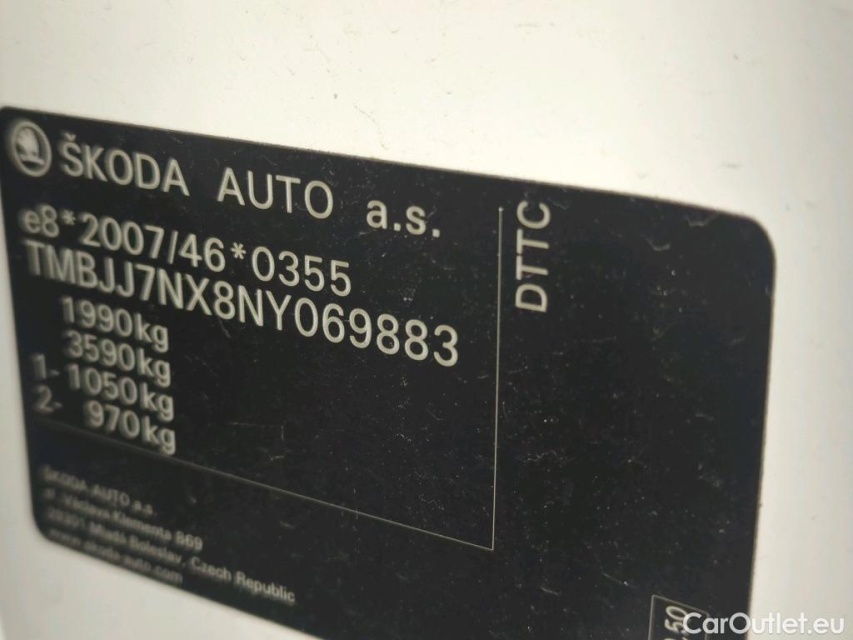 ŠKODA AUTO a.s.
e8*2007/46*0355
TMBJJ7NX8NY069883
1990kg
3590kg
1- 1050kg
2- 970kg
DTTC
ŠKODA AUTO a.s.
tř. Václava Klementa 869
29301 Mladá Boleslav, Czech Republic
www.skoda-auto.com
CarOutlet.eu